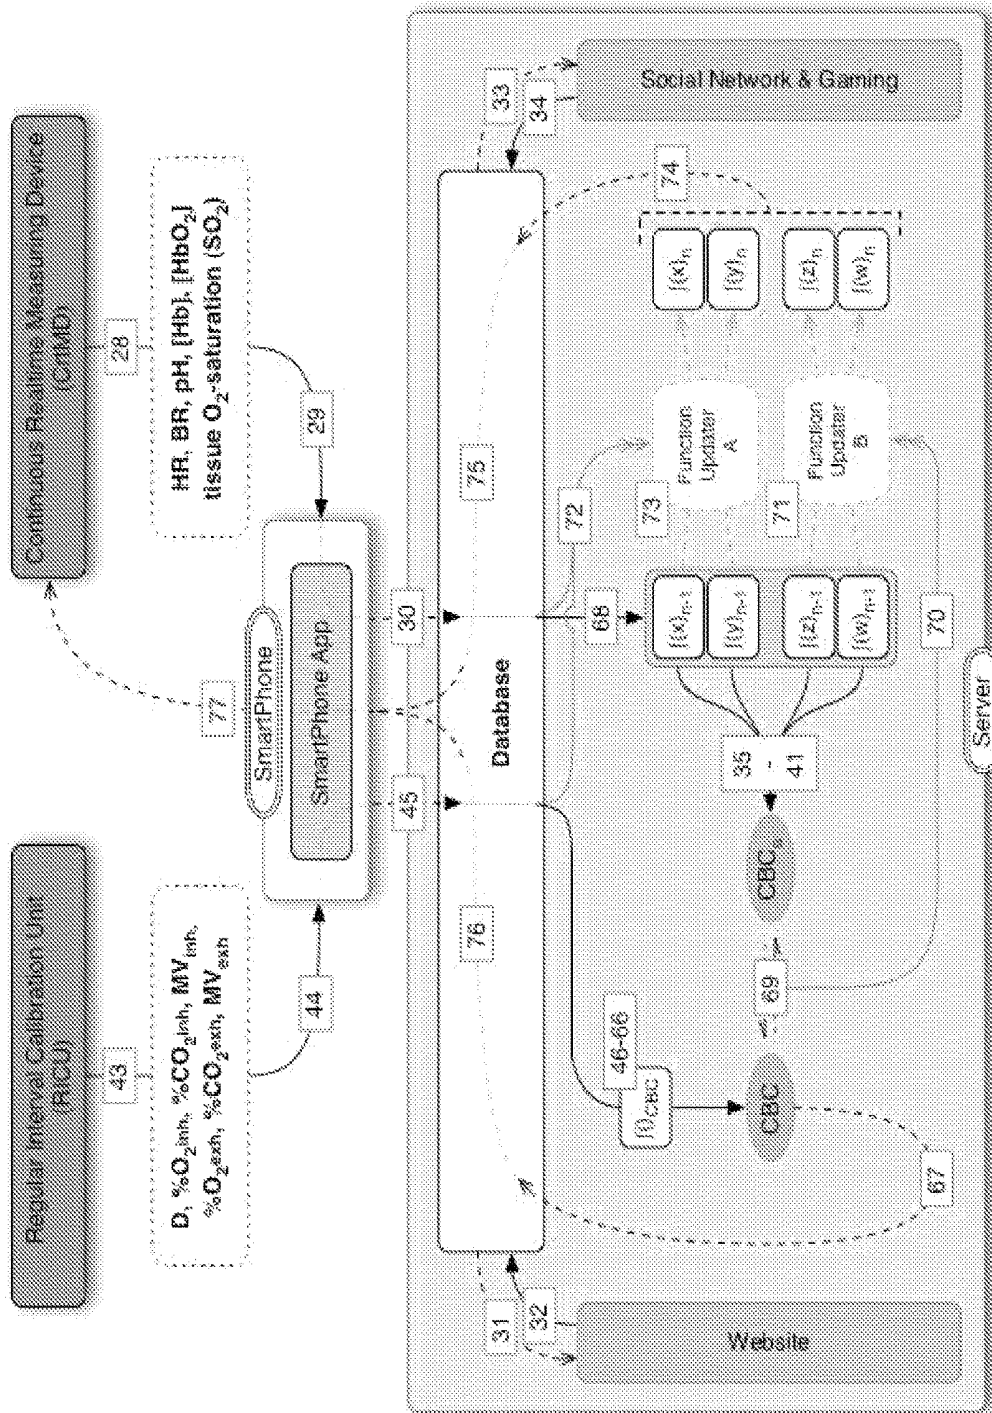 Regular Interval Calibration Unit
(RICU)
43
D, %O₂inh, %CO₂inh, MVinh,
%O₂exh, %CO₂exh, MVexh
44
Continuous Realtime Measuring Device
(CrtMD)
28
HR, BR, pH, [Hb], [HbO₂]
tissue O₂-saturation (SO₂)
29
77
SmartPhone
SmartPhone App
45
30
31
32
76
75
Database
33
34
Website
Social Network & Gaming
46-66
∫()CBC
CBC
67
69
CBCs
35
-
41
68
72
∫(x)n-1
∫(y)n-1
∫(z)n-1
∫(w)n-1
73
Function
Updater
A
71
Function
Updater
B
70
∫(x)n
∫(y)n
∫(z)n
∫(w)n
74
Server